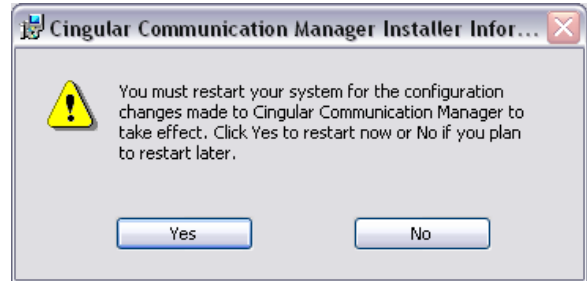 Cingular Communication Manager Installer Infor...
You must restart your system for the configuration
changes made to Cingular Communication Manager to
take effect. Click Yes to restart now or No if you plan
to restart later.
Yes
No